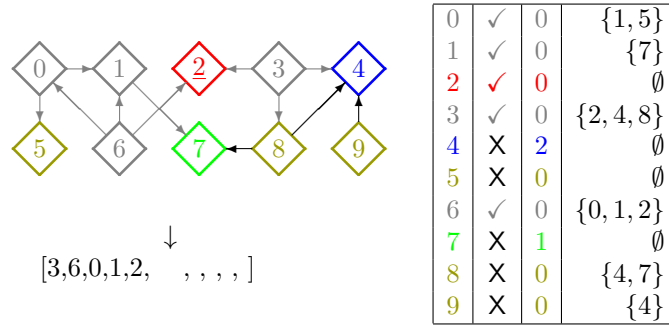 0 1 2 3 4
5 6 7 8 9
↓
[3,6,0,1,2, , , , , ]
0 ✓ 0 {1, 5}
1 ✓ 0 {7}
2 ✓ 0 ∅
3 ✓ 0 {2, 4, 8}
4 X 2 ∅
5 X 0 ∅
6 ✓ 0 {0, 1, 2}
7 X 1 ∅
8 X 0 {4, 7}
9 X 0 {4}